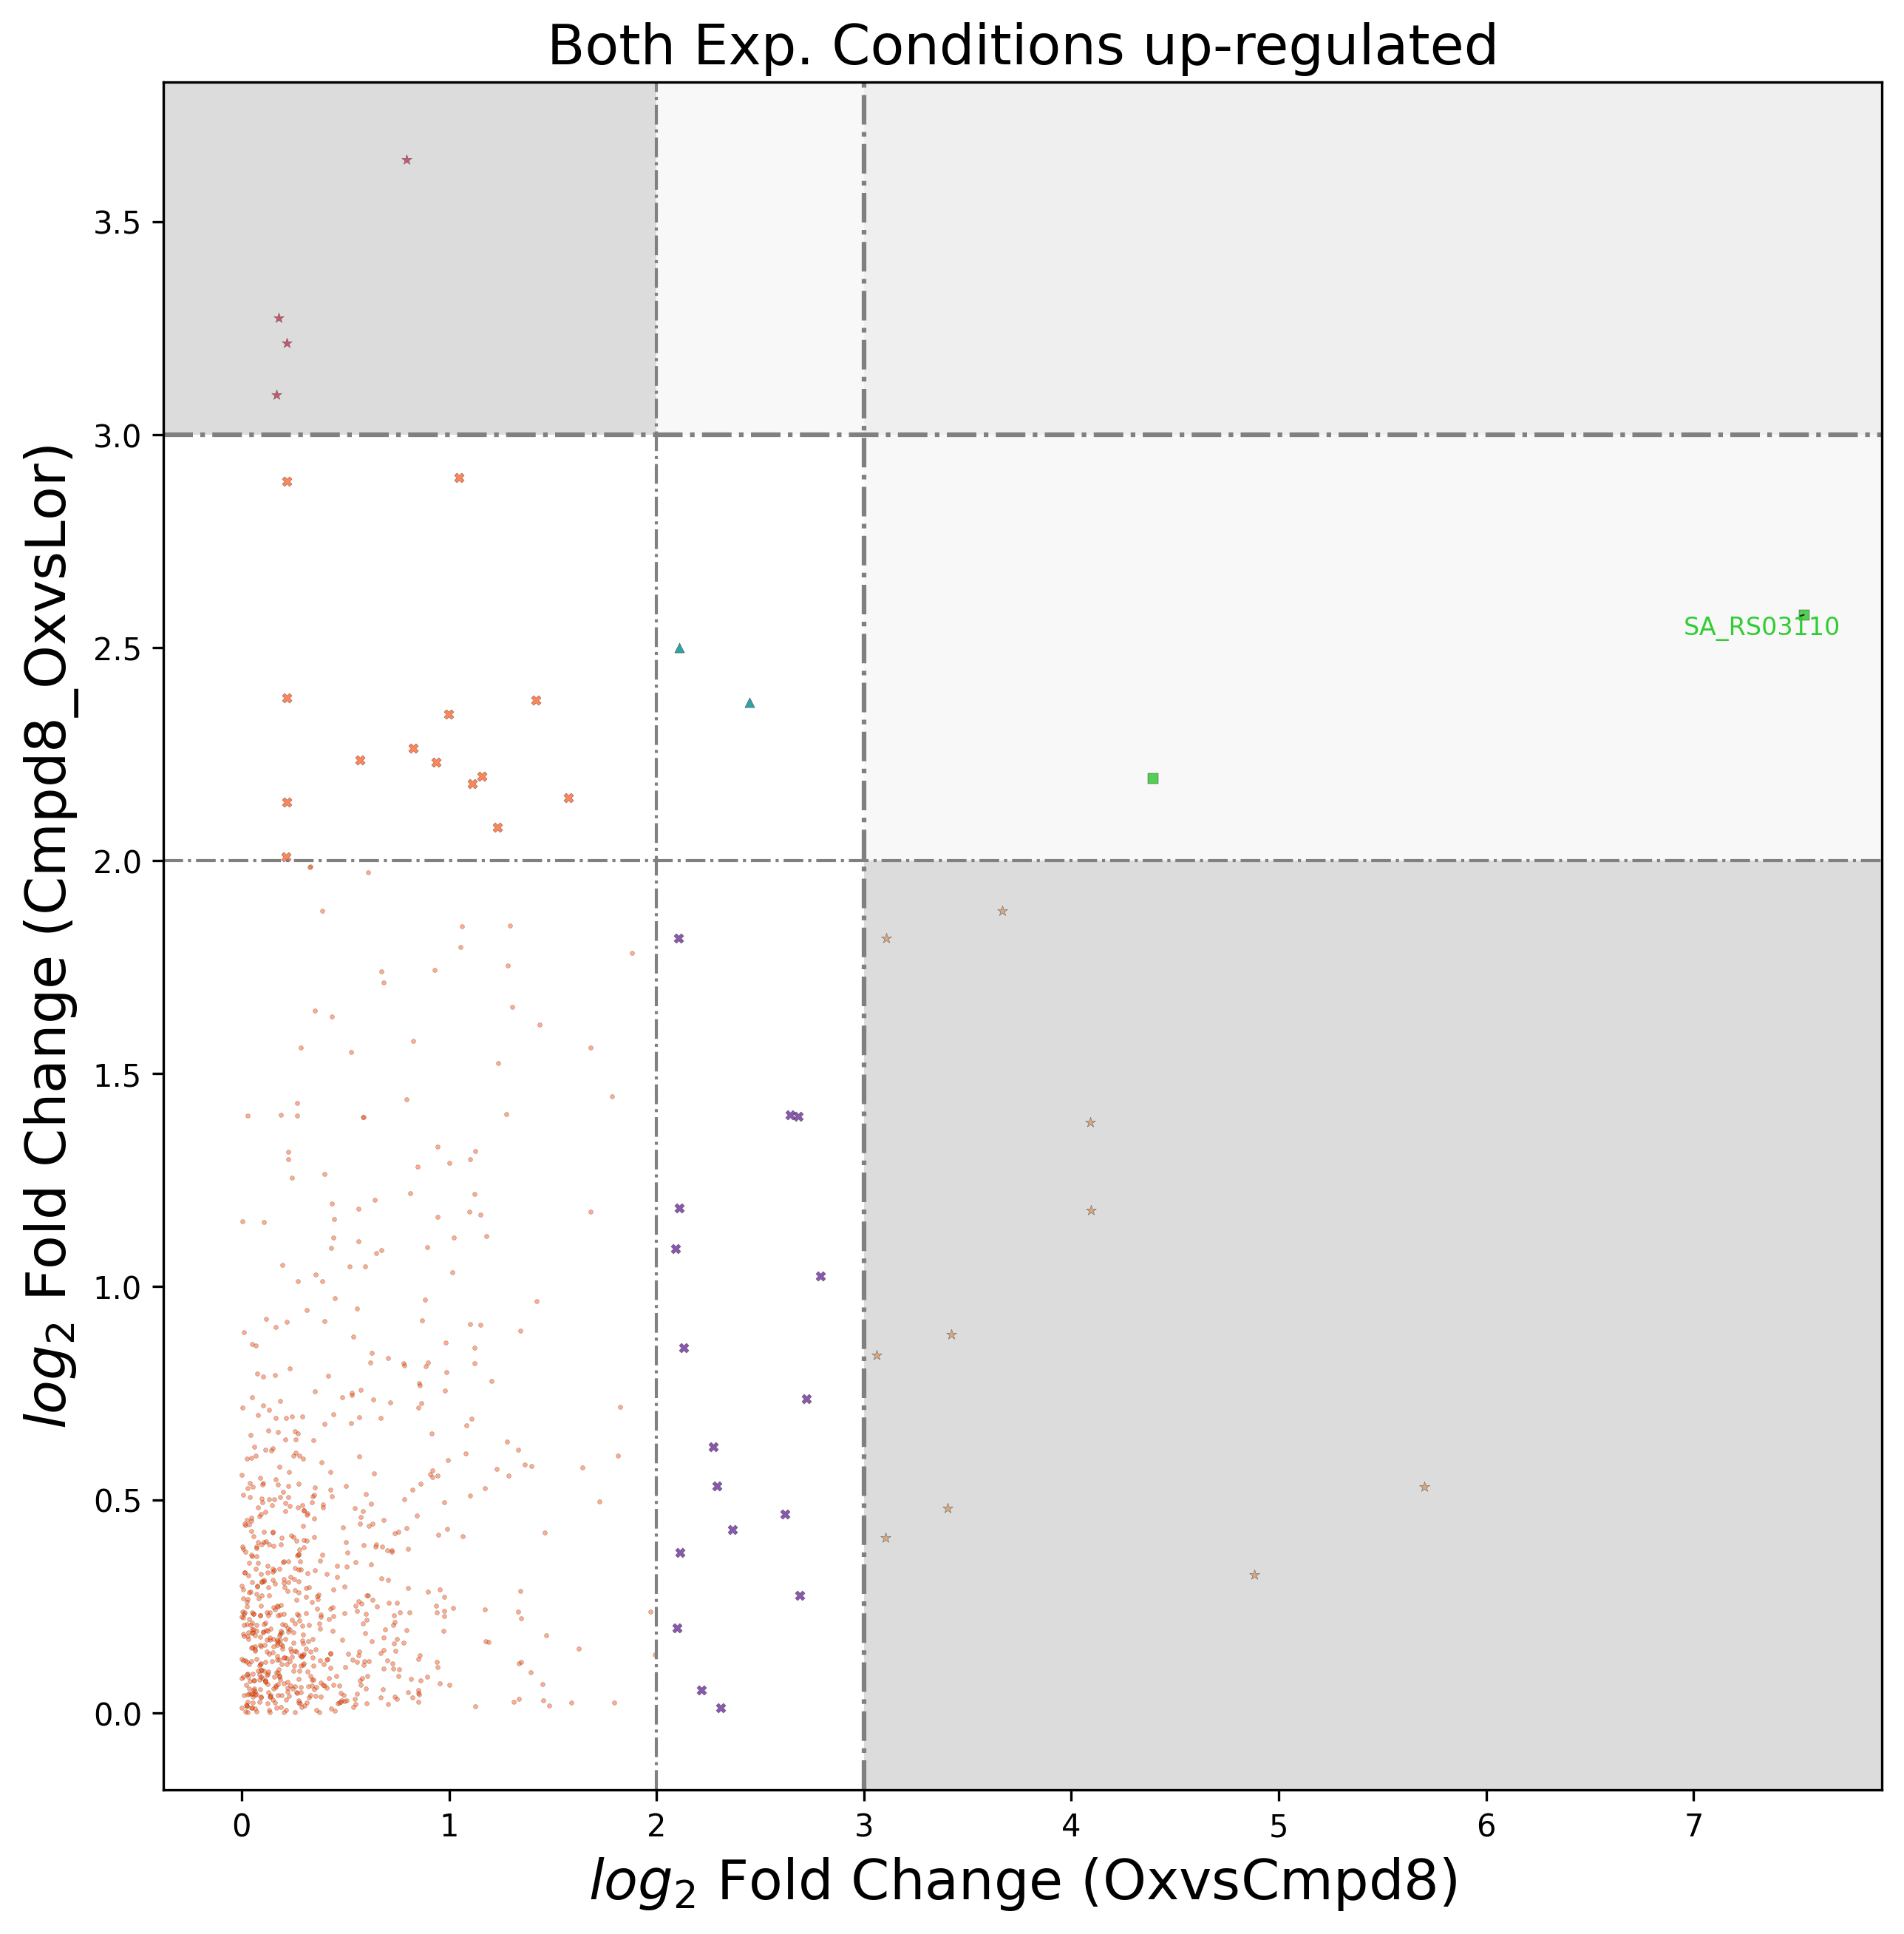 Both Exp. Conditions up-regulated
log₂ Fold Change (Cmpd8_OxvsLor)
3.5
3.0
2.5
2.0
1.5
1.0
0.5
0.0
SA_RS03110
0 1 2 3 4 5 6 7
log₂ Fold Change (OxvsCmpd8)